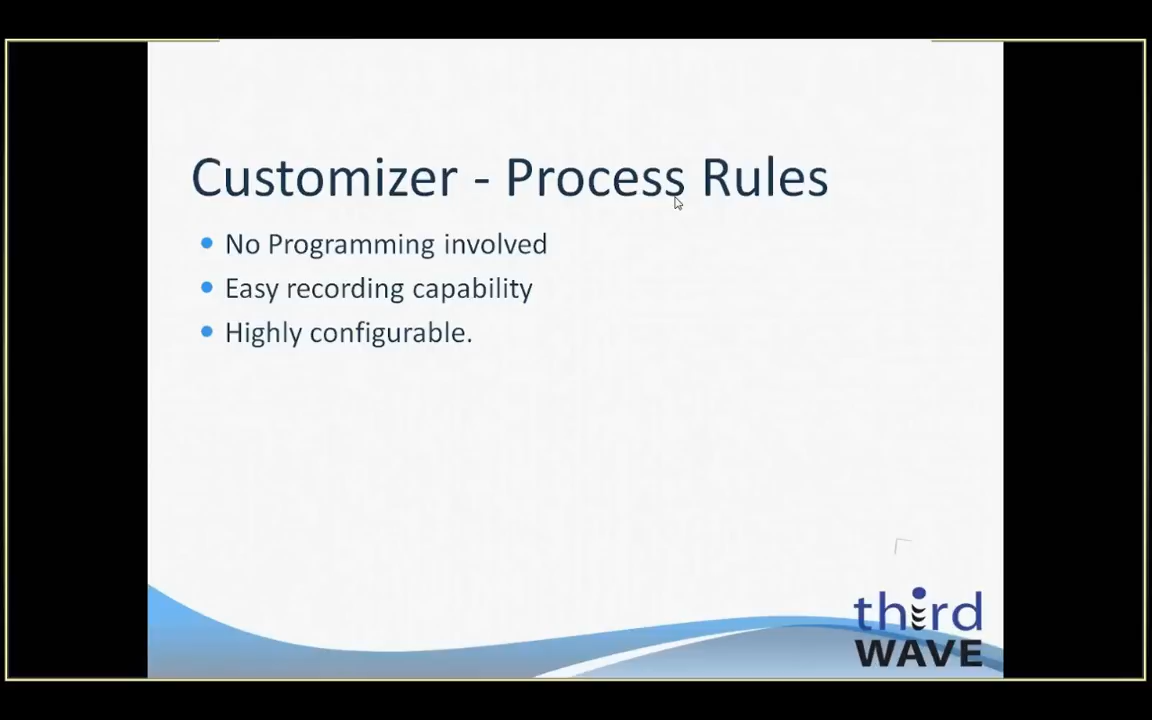 Customizer - Process Rules
No Programming involved
Easy recording capability
Highly configurable.
third
WAVE